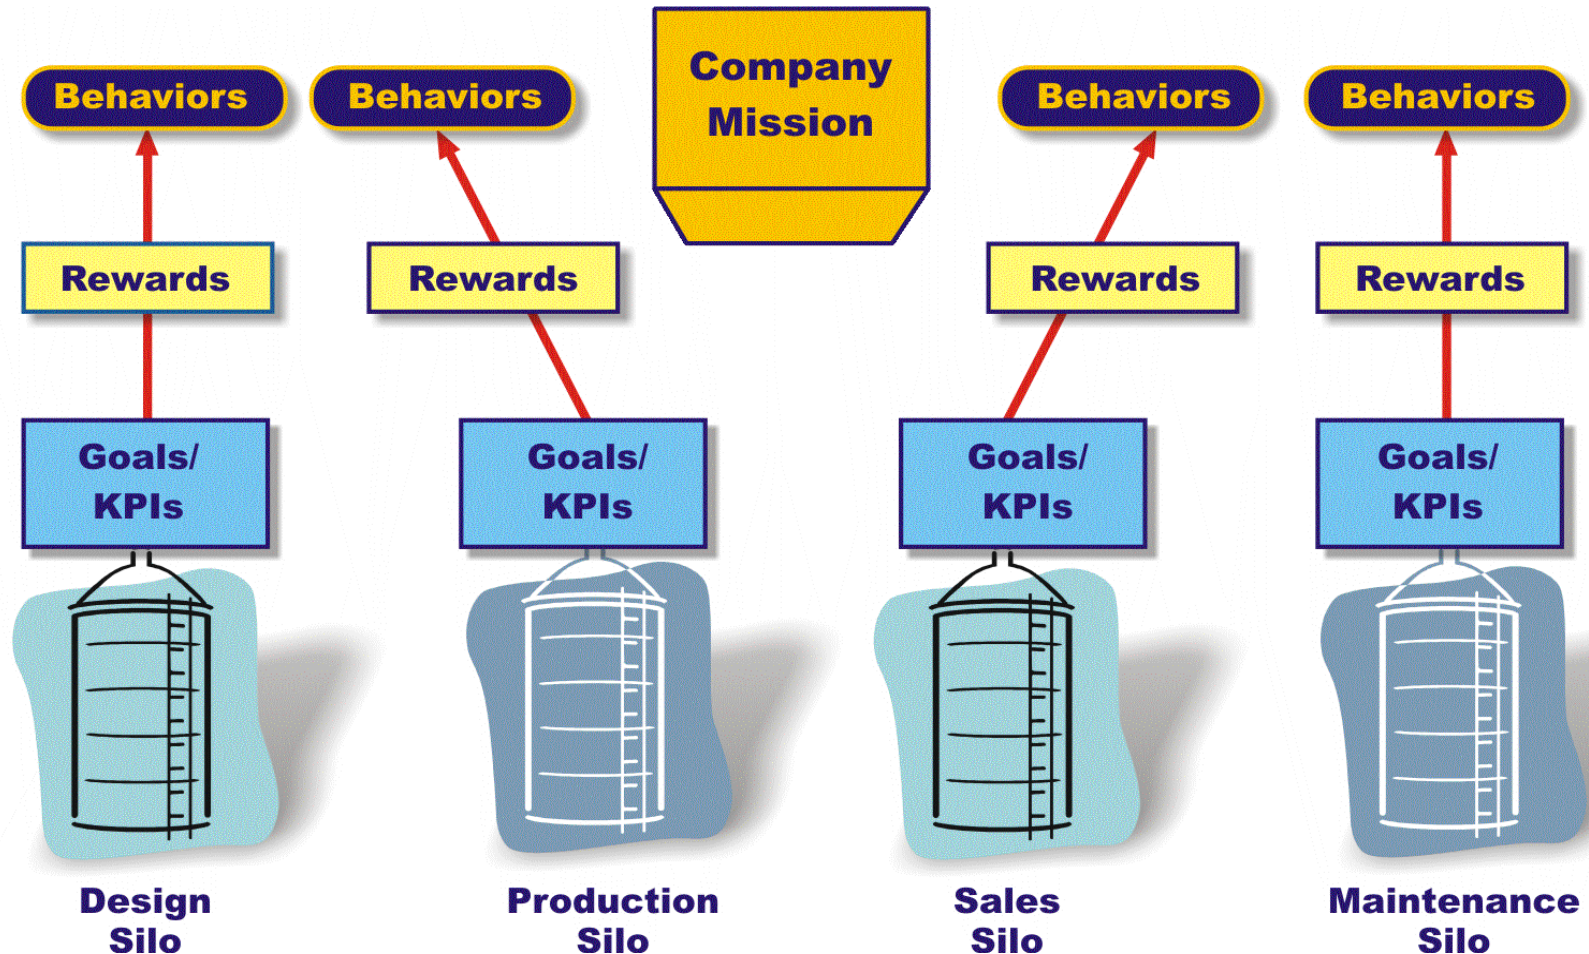 Company
Mission
Behaviors
Behaviors
Behaviors
Behaviors
Rewards
Rewards
Rewards
Rewards
Goals/
KPIs
Goals/
KPIs
Goals/
KPIs
Goals/
KPIs
Design
Silo
Production
Silo
Sales
Silo
Maintenance
Silo